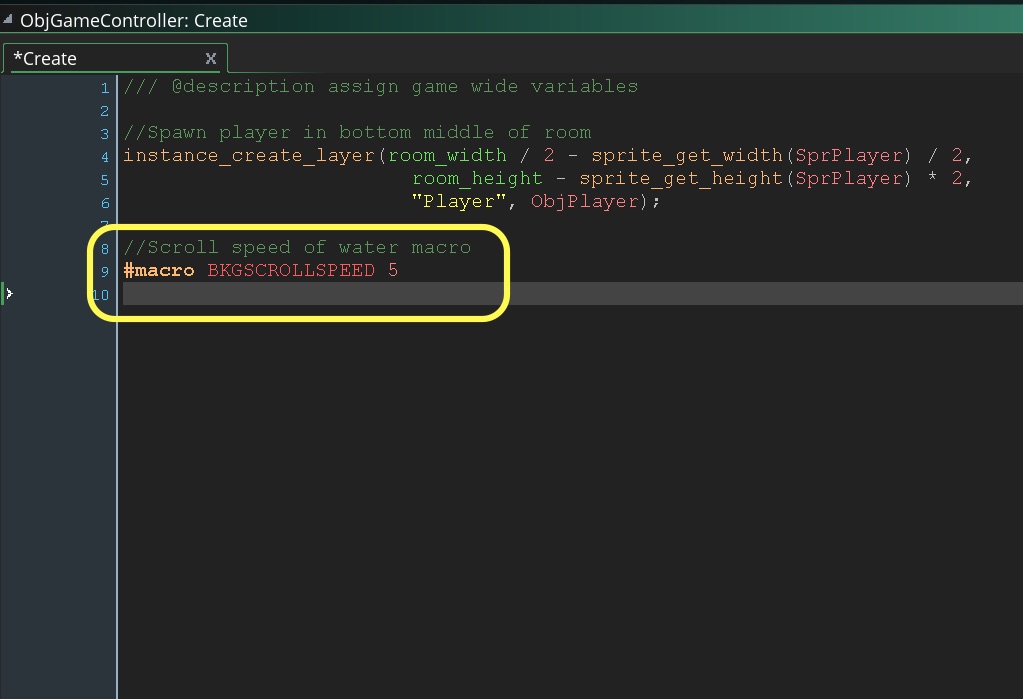 ObjGameController: Create
*Create x
1 /// @description assign game wide variables
2
3 //Spawn player in bottom middle of room
4 instance_create_layer(room_width / 2 - sprite_get_width(SprPlayer) / 2,
5 room_height - sprite_get_height(SprPlayer) * 2,
6 "Player", ObjPlayer);
7
8 //Scroll speed of water macro
9 #macro BKGSCROLLSPEED 5
10